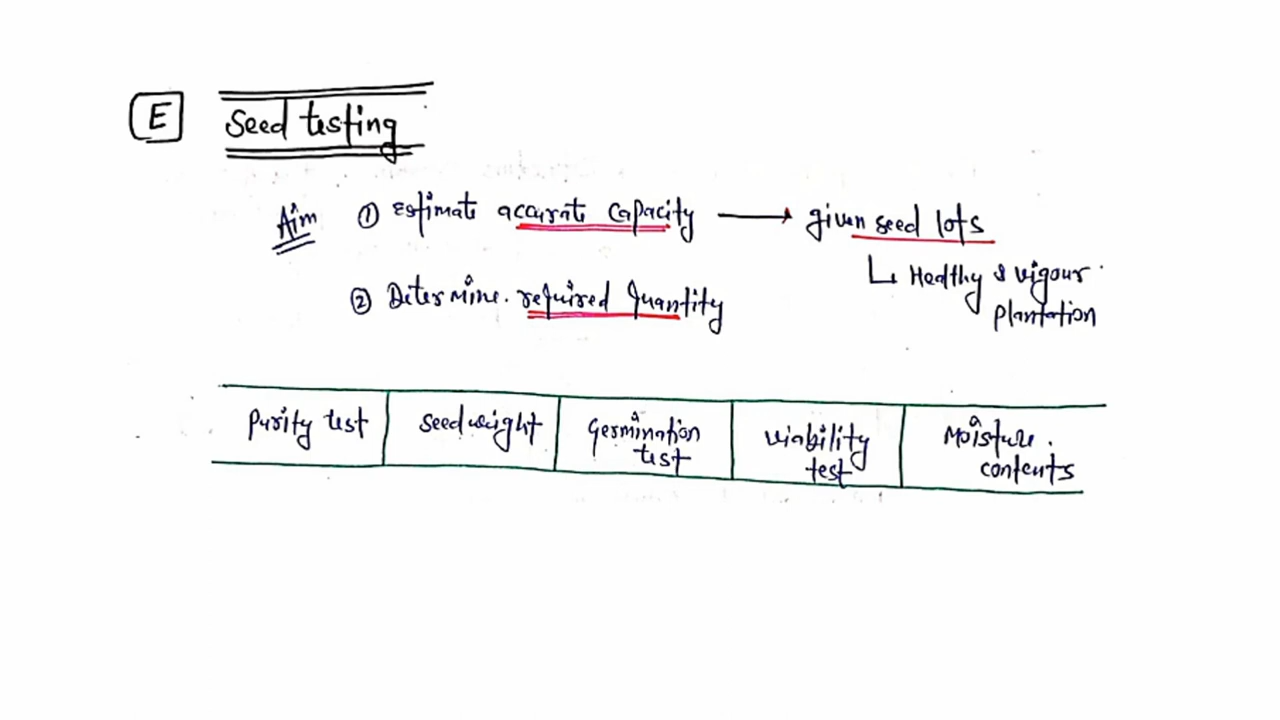 E Seed testing
Aim ① Estimate accurate capacity → given seed lots
↳ Healthy & vigour
plantation
② Determine required quantity
Purity test | Seed weight | Germination test | viability test | Moisture contents